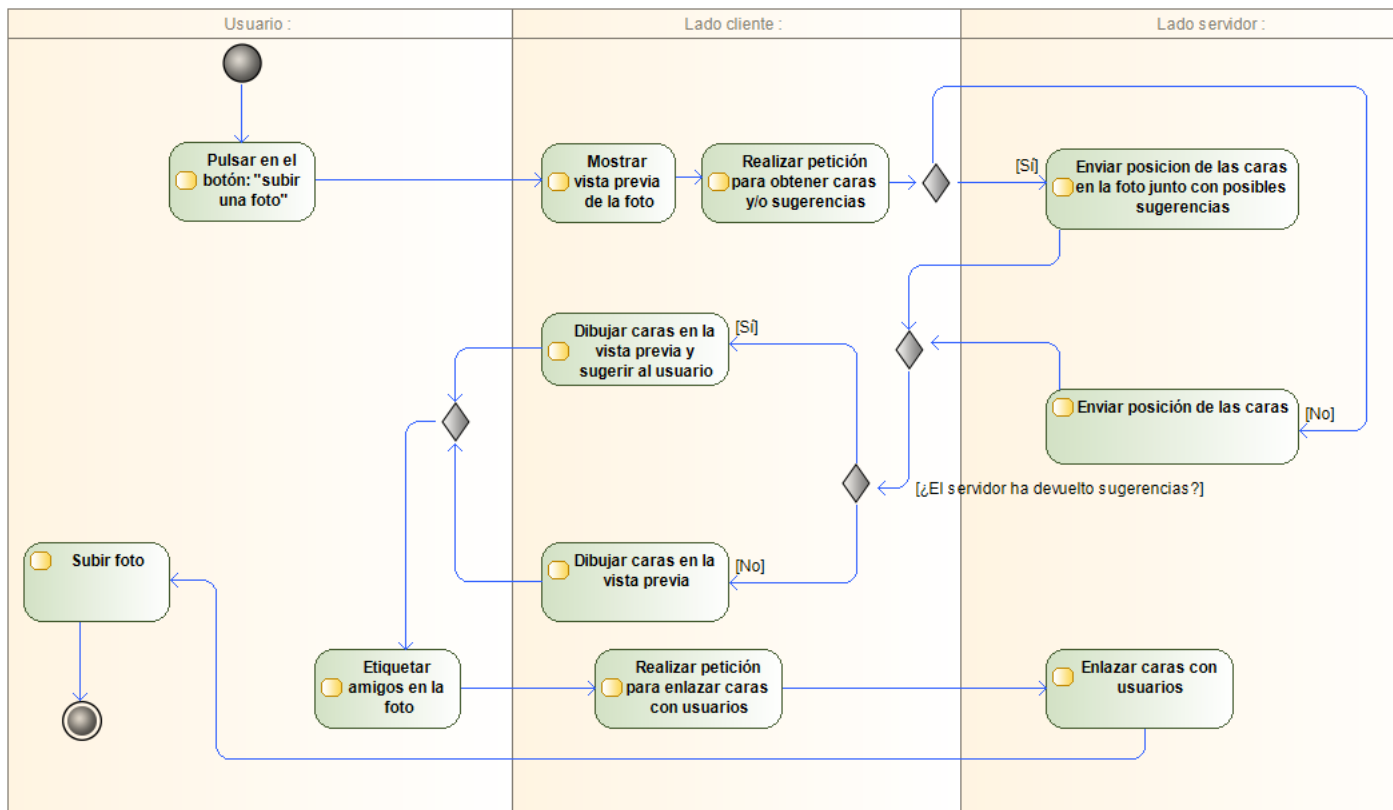 Usuario :
Lado cliente :
Lado servidor :
Pulsar en el
botón: "subir
una foto"
Mostrar
vista previa
de la foto
Realizar petición
para obtener caras
y/o sugerencias
[Sí]
Enviar posicion de las caras
en la foto junto con posibles
sugerencias
Dibujar caras en la
vista previa y
sugerir al usuario
[Sí]
Enviar posición de las caras
[No]
[¿El servidor ha devuelto sugerencias?]
Subir foto
Dibujar caras en la
vista previa
[No]
Etiquetar
amigos en la
foto
Realizar petición
para enlazar caras
con usuarios
Enlazar caras con
usuarios